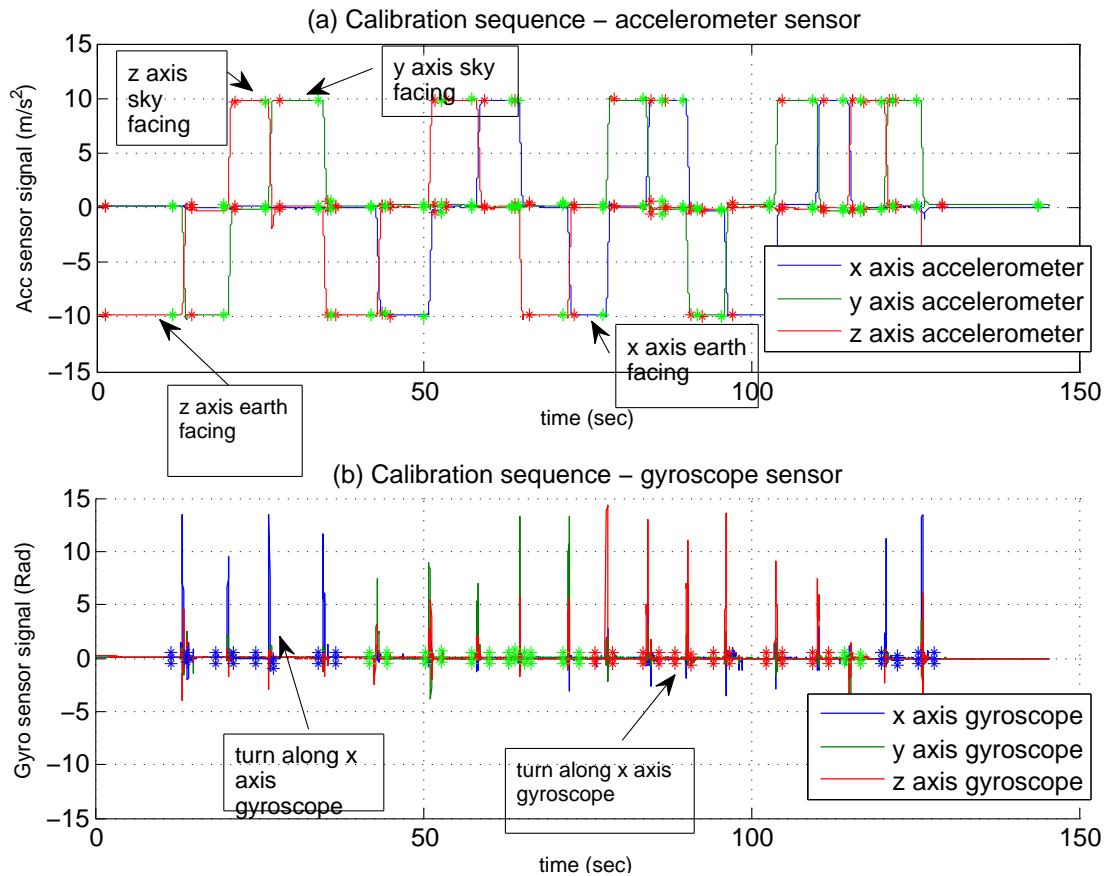 (a) Calibration sequence − accelerometer sensor
Acc sensor signal (m/s²)
15
10
5
0
−5
−10
−15
z axis
sky
facing
y axis sky
facing
x axis accelerometer
y axis accelerometer
z axis accelerometer
x axis earth
facing
z axis earth
facing
0
50
100
150
time (sec)
(b) Calibration sequence − gyroscope sensor
Gyro sensor signal (Rad)
15
10
5
0
−5
−10
−15
turn along x
axis
gyroscope
turn along x axis
gyroscope
x axis gyroscope
y axis gyroscope
z axis gyroscope
0
50
100
150
time (sec)